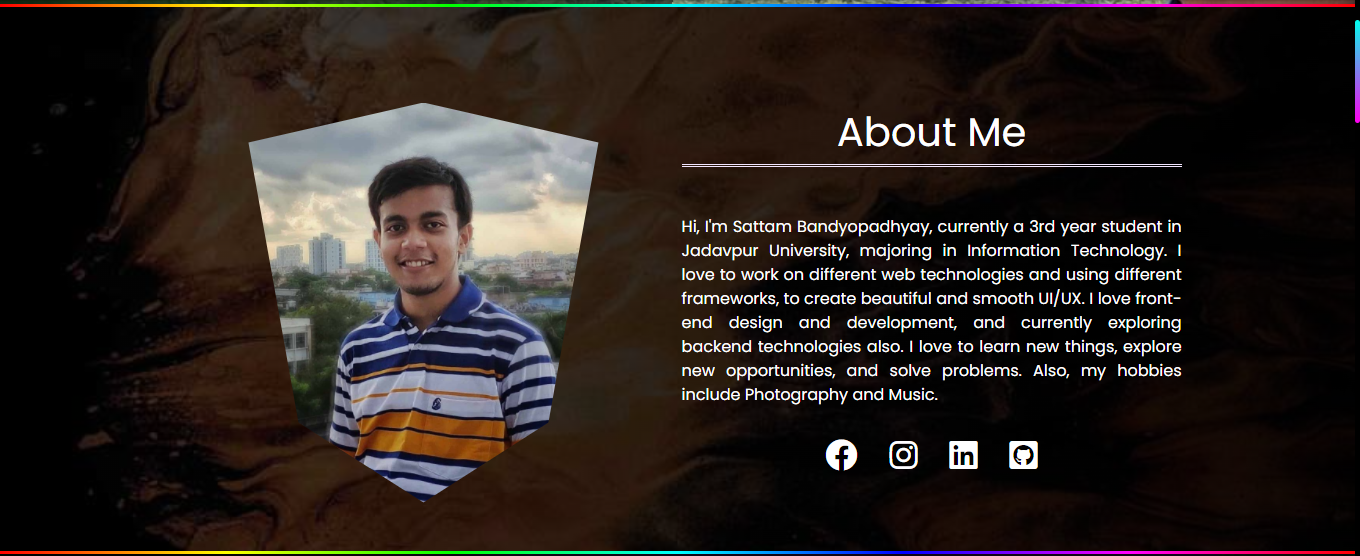 About Me
Hi, I'm Sattam Bandyopadhyay, currently a 3rd year student in
Jadavpur University, majoring in Information Technology. I
love to work on different web technologies and using different
frameworks, to create beautiful and smooth UI/UX. I love front-
end design and development, and currently exploring
backend technologies also. I love to learn new things, explore
new opportunities, and solve problems. Also, my hobbies
include Photography and Music.